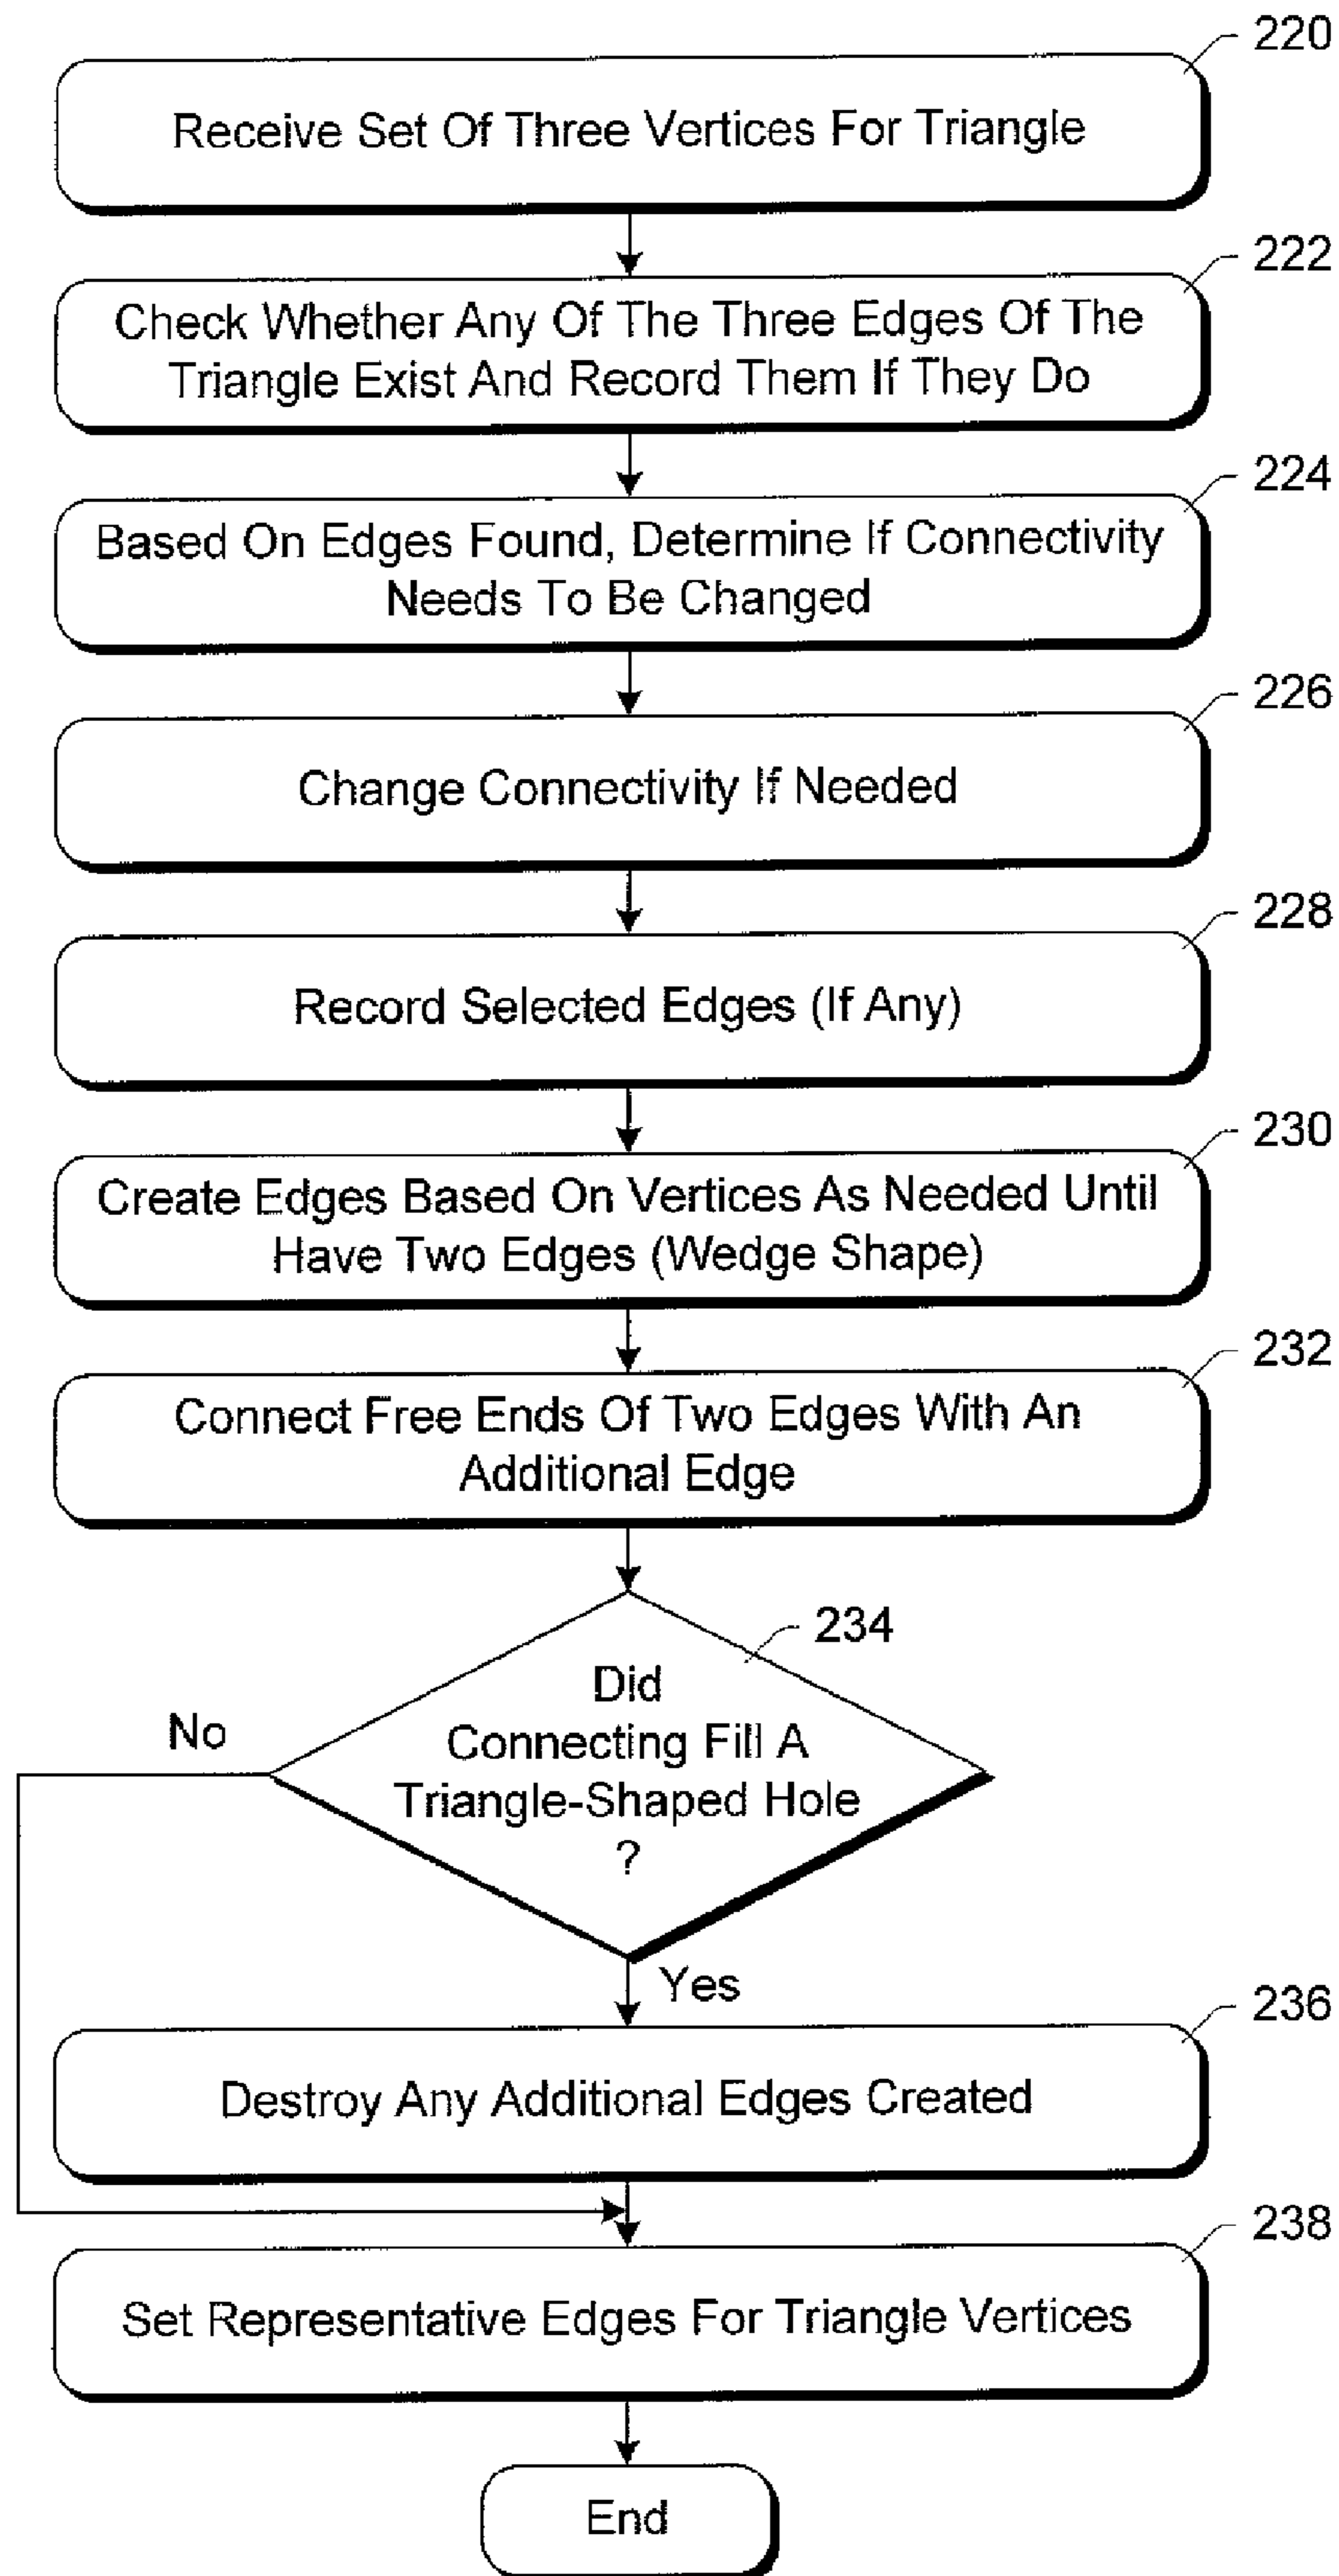 220
Receive Set Of Three Vertices For Triangle
222
Check Whether Any Of The Three Edges Of The
Triangle Exist And Record Them If They Do
224
Based On Edges Found, Determine If Connectivity
Needs To Be Changed
226
Change Connectivity If Needed
228
Record Selected Edges (If Any)
230
Create Edges Based On Vertices As Needed Until
Have Two Edges (Wedge Shape)
232
Connect Free Ends Of Two Edges With An
Additional Edge
234
Did
Connecting Fill A
Triangle-Shaped Hole
?
No
Yes
236
Destroy Any Additional Edges Created
238
Set Representative Edges For Triangle Vertices
End